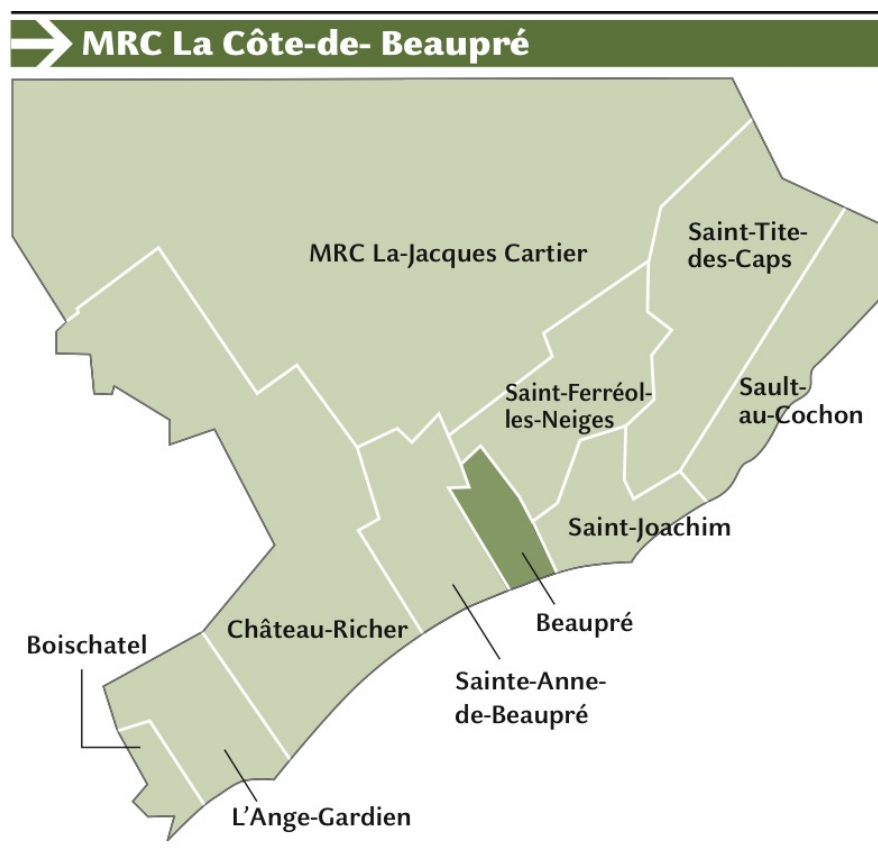 MRC La Côte-de- Beaupré
Saint-Tite-
des-Caps
MRC La-Jacques Cartier
Saint-Ferréol-
les-Neiges
Sault-
au-Cochon
Saint-Joachim
Beaupré
Château-Richer
Boischatel
Sainte-Anne-
de-Beaupré
L'Ange-Gardien